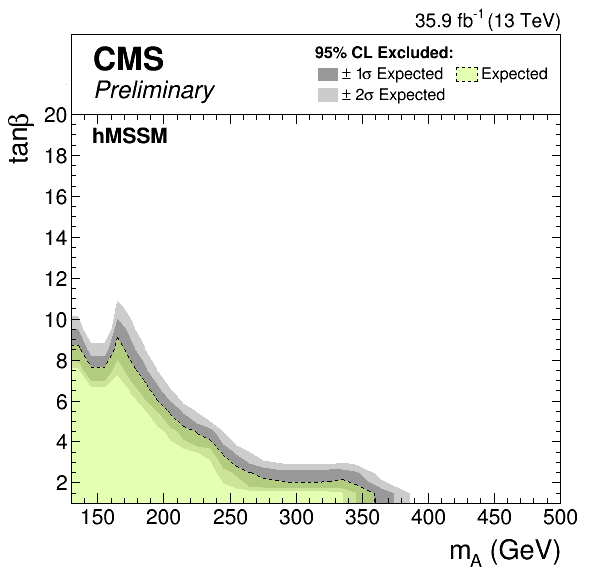 35.9 fb⁻¹ (13 TeV)
CMS
Preliminary
95% CL Excluded:
± 1σ Expected
Expected
± 2σ Expected
hMSSM
tanβ
20
18
16
14
12
10
8
6
4
2
150 200 250 300 350 400 450 500
m_A (GeV)